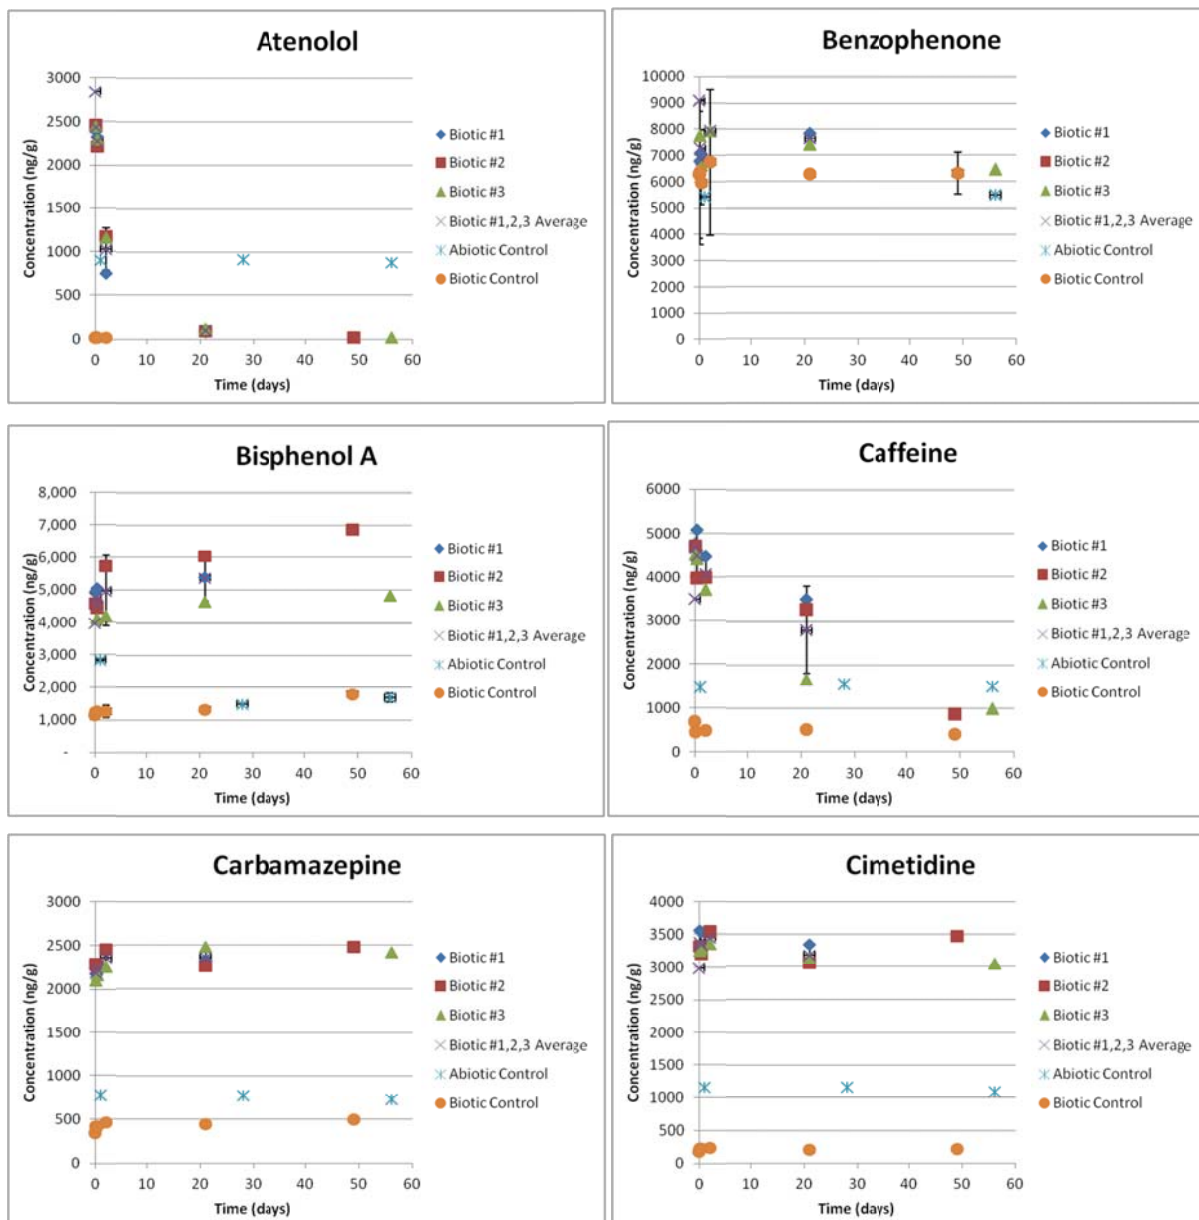 Atenolol
Concentration (ng/g)
3000
2500
2000
1500
1000
500
0
0 10 20 30 40 50 60
Time (days)
Biotic #1
Biotic #2
Biotic #3
Biotic #1,2,3 Average
Abiotic Control
Biotic Control
Benzophenone
Concentration (ng/g)
10000
9000
8000
7000
6000
5000
4000
3000
2000
1000
0
0 10 20 30 40 50 60
Time (days)
Biotic #1
Biotic #2
Biotic #3
Biotic #1,2,3 Average
Abiotic Control
Biotic Control
Bisphenol A
Concentration (ng/g)
8,000
7,000
6,000
5,000
4,000
3,000
2,000
1,000
-
0 10 20 30 40 50 60
Time (days)
Biotic #1
Biotic #2
Biotic #3
Biotic #1,2,3 Average
Abiotic Control
Biotic Control
Caffeine
Concentration (ng/g)
6000
5000
4000
3000
2000
1000
0
0 10 20 30 40 50 60
Time (days)
Biotic #1
Biotic #2
Biotic #3
Biotic #1,2,3 Average
Abiotic Control
Biotic Control
Carbamazepine
Concentration (ng/g)
3000
2500
2000
1500
1000
500
0
0 10 20 30 40 50 60
Time (days)
Biotic #1
Biotic #2
Biotic #3
Biotic #1,2,3 Average
Abiotic Control
Biotic Control
Cimetidine
Concentration (ng/g)
4000
3500
3000
2500
2000
1500
1000
500
0
0 10 20 30 40 50 60
Time (days)
Biotic #1
Biotic #2
Biotic #3
Biotic #1,2,3 Average
Abiotic Control
Biotic Control